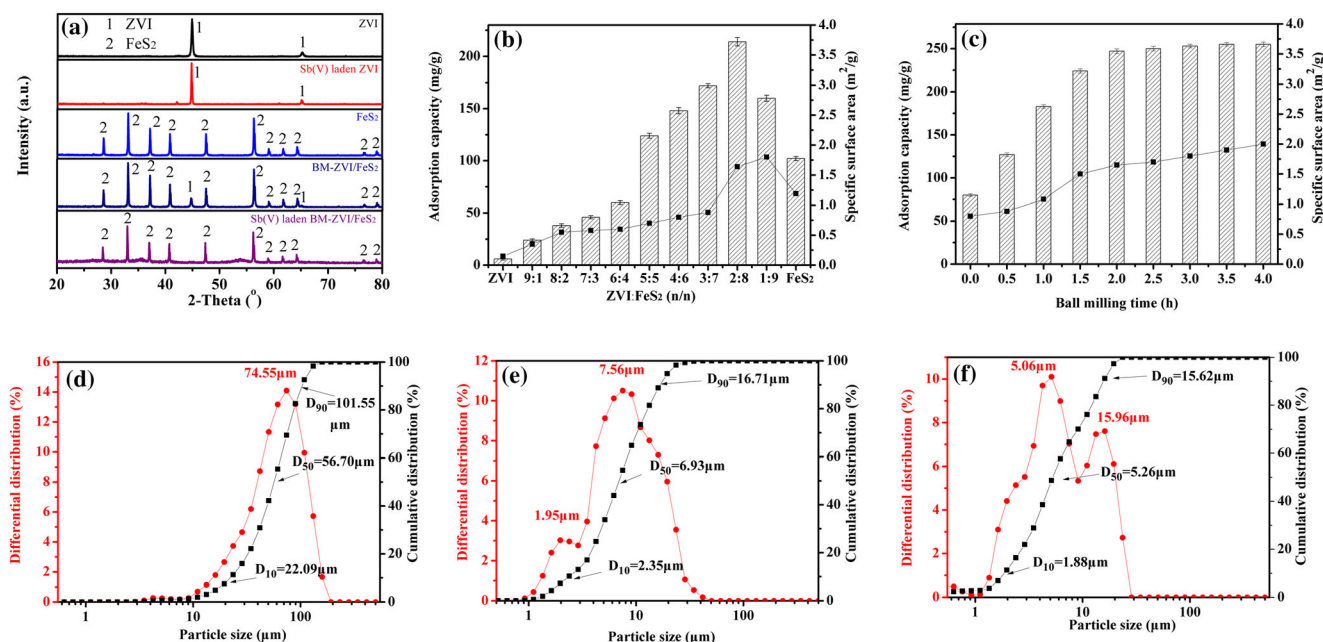 (a)
1 ZVI
2 FeS₂
1
1
ZVI
Sb(V) laden ZVI
1
1
FeS₂
2 2 2 2 2 2 2 2 2 2 2
BM-ZVI/FeS₂
2 2 2 2 1 2 2 2 2 2 1 2 2
Sb(V) laden BM-ZVI/FeS₂
2 2 2 2 2 2 2 2 2 2 2
Intensity (a.u.)
20 30 40 50 60 70 80
2-Theta (°)
(b)
Adsorption capacity (mg/g)
0
50
100
150
200
Specific surface area (m²/g)
0.0
0.5
1.0
1.5
2.0
2.5
3.0
3.5
4.0
ZVI 9:1 8:2 7:3 6:4 5:5 4:6 3:7 2:8 1:9 FeS₂
ZVI:FeS₂ (n/n)
(c)
Adsorption capacity (mg/g)
0
50
75
100
150
200
250
Specific surface area (m²/g)
0.0
0.5
1.0
1.5
2.0
2.5
3.0
3.5
4.0
0.0 0.5 1.0 1.5 2.0 2.5 3.0 3.5 4.0
Ball milling time (h)
(d)
Differential distribution (%)
16
14
12
10
8
6
4
2
0
74.55µm
D₉₀=101.55
µm
D₅₀=56.70µm
D₁₀=22.09µm
100
80
60
40
20
0
Cumulative distribution (%)
1 10 100
Particle size (µm)
(e)
Differential distribution (%)
12
10
8
6
4
2
0
7.56µm
D₉₀=16.71µm
D₅₀=6.93µm
1.95µm
D₁₀=2.35µm
100
80
60
40
20
0
Cumulative distribution (%)
1 10 100
Particle size (µm)
(f)
Differential distribution (%)
10
8
6
4
2
0
5.06µm
D₉₀=15.62µm
15.96µm
D₅₀=5.26µm
D₁₀=1.88µm
100
80
60
40
20
0
Cumulative distribution (%)
1 10 100
Particle size (µm)